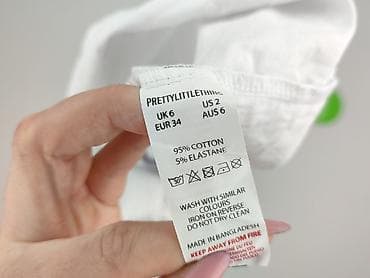 PRETTYLITTLETHING
UK 6 US 2
EUR 34 AUS 6
95% COTTON
5% ELASTANE
WASH WITH SIMILAR
COLOURS
IRON ON REVERSE
DO NOT DRY CLEAN
MADE IN BANGLADESH
KEEP AWAY FROM FIRE